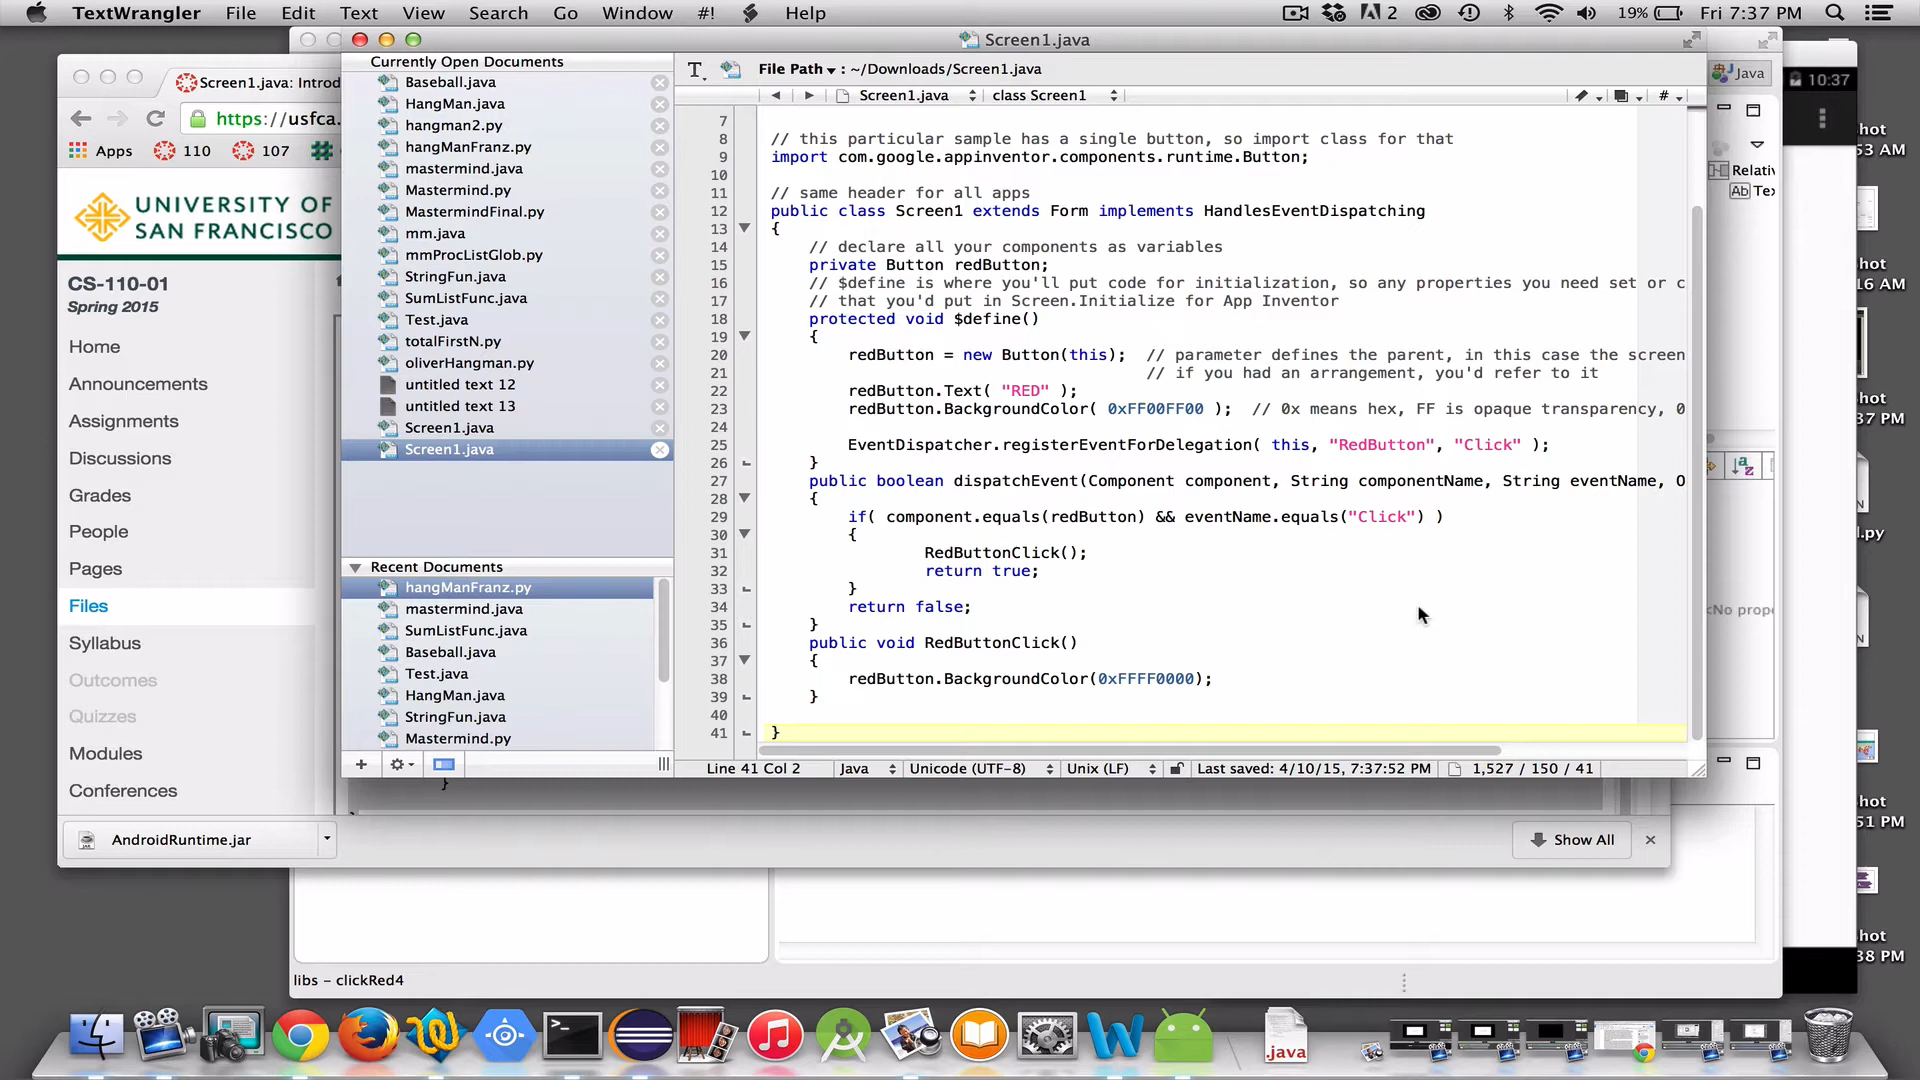 TextWrangler File Edit Text View Search Go Window #! Help 2 19% Fri 7:37 PM
Screen1.java
Currently Open Documents
Baseball.java
HangMan.java
hangman2.py
hangManFranz.py
mastermind.java
Mastermind.py
MastermindFinal.py
mm.java
mmProcListGlob.py
StringFun.java
SumListFunc.java
Test.java
totalFirstN.py
oliverHangman.py
untitled text 12
untitled text 13
Screen1.java
Screen1.java
Recent Documents
hangManFranz.py
mastermind.java
SumListFunc.java
Baseball.java
Test.java
HangMan.java
StringFun.java
Mastermind.py
File Path : ~/Downloads/Screen1.java
Screen1.java class Screen1 #
7
8 // this particular sample has a single button, so import class for that
9 import com.google.appinventor.components.runtime.Button;
10
11 // same header for all apps
12 public class Screen1 extends Form implements HandlesEventDispatching
13 {
14 // declare all your components as variables
15 private Button redButton;
16 // $define is where you'll put code for initialization, so any properties you need set or c
17 // that you'd put in Screen.Initialize for App Inventor
18 protected void $define()
19 {
20 redButton = new Button(this); // parameter defines the parent, in this case the screen
21 // if you had an arrangement, you'd refer to it
22 redButton.Text( "RED" );
23 redButton.BackgroundColor( 0xFF00FF00 ); // 0x means hex, FF is opaque transparency, 0
24
25 EventDispatcher.registerEventForDelegation( this, "RedButton", "Click" );
26 }
27 public boolean dispatchEvent(Component component, String componentName, String eventName, O
28 {
29 if( component.equals(redButton) && eventName.equals("Click") )
30 {
31 RedButtonClick();
32 return true;
33 }
34 return false;
35 }
36 public void RedButtonClick()
37 {
38 redButton.BackgroundColor(0xFFFF0000);
39 }
40
41 }
Line 41 Col 2 Java Unicode (UTF-8) Unix (LF) Last saved: 4/10/15, 7:37:52 PM 1,527 / 150 / 41
Screen1.java: Introd
https://usfca.
Apps 110 107
UNIVERSITY OF
SAN FRANCISCO
CS-110-01
Spring 2015
Home
Announcements
Assignments
Discussions
Grades
People
Pages
Files
Syllabus
Outcomes
Quizzes
Modules
Conferences
}
AndroidRuntime.jar
Show All
libs – clickRed4
Java
Relativ
Ab Tex
<No prope
10:37
hot
53 AM
hot
16 AM
hot
37 PM
l.py
hot
51 PM
hot
38 PM
.java